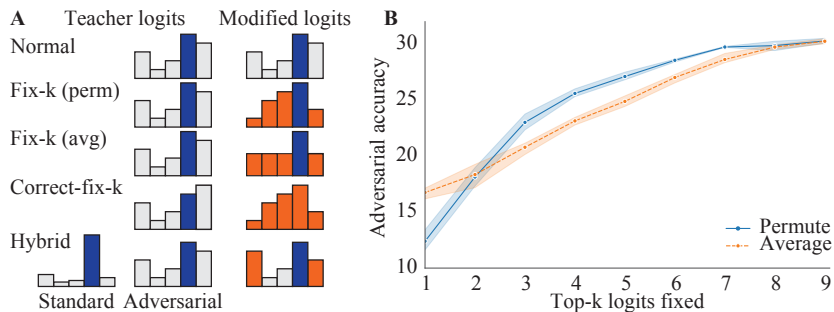 A
Teacher logits
Modified logits
Normal
Fix-k (perm)
Fix-k (avg)
Correct-fix-k
Hybrid
Standard
Adversarial
B
Adversarial accuracy
30
25
20
15
10
1 2 3 4 5 6 7 8 9
Top-k logits fixed
Permute
Average